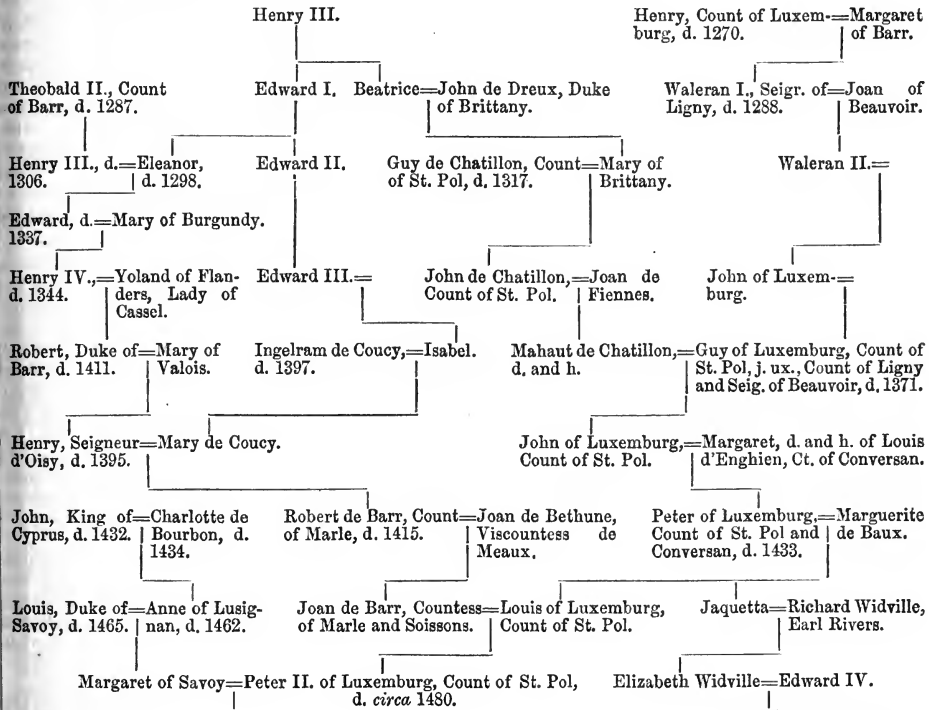 Henry III.
Henry, Count of Luxem-=Margaret
burg, d. 1270. of Barr.
Theobald II., Count
of Barr, d. 1287.
Edward I.
Beatrice=John de Dreux, Duke
of Brittany.
Waleran I., Seigr. of=Joan of
Ligny, d. 1288. Beauvoir.
Henry III., d.=Eleanor,
1306. d. 1298.
Edward II.
Guy de Chatillon, Count=Mary of
of St. Pol, d. 1317. Brittany.
Waleran II.=
Edward, d.=Mary of Burgundy.
1337.
Henry IV.,=Yoland of Flan-
d. 1344. ders, Lady of
Cassel.
Edward III.=
John de Chatillon,=Joan de
Count of St. Pol. Fiennes.
John of Luxem-=
burg.
Robert, Duke of=Mary of
Barr, d. 1411. Valois.
Ingelram de Coucy,=Isabel.
d. 1397.
Mahaut de Chatillon,=Guy of Luxemburg, Count of
d. and h. St. Pol, j. ux., Count of Ligny
and Seig. of Beauvoir, d. 1371.
Henry, Seigneur=Mary de Coucy.
d'Oisy, d. 1395.
John of Luxemburg,=Margaret, d. and h. of Louis
Count of St. Pol. d'Enghien, Ct. of Conversan.
John, King of=Charlotte de
Cyprus, d. 1432. Bourbon, d.
1434.
Robert de Barr, Count=Joan de Bethune,
of Marle, d. 1415. Viscountess de
Meaux.
Peter of Luxemburg,=Marguerite
Count of St. Pol and de Baux.
Conversan, d. 1433.
Louis, Duke of=Anne of Lusig-
Savoy, d. 1465. nan, d. 1462.
Joan de Barr, Countess=Louis of Luxemburg,
of Marle and Soissons. Count of St. Pol.
Jaquetta=Richard Widville,
Earl Rivers.
Margaret of Savoy=Peter II. of Luxemburg, Count of St. Pol,
d. circa 1480.
Elizabeth Widville=Edward IV.